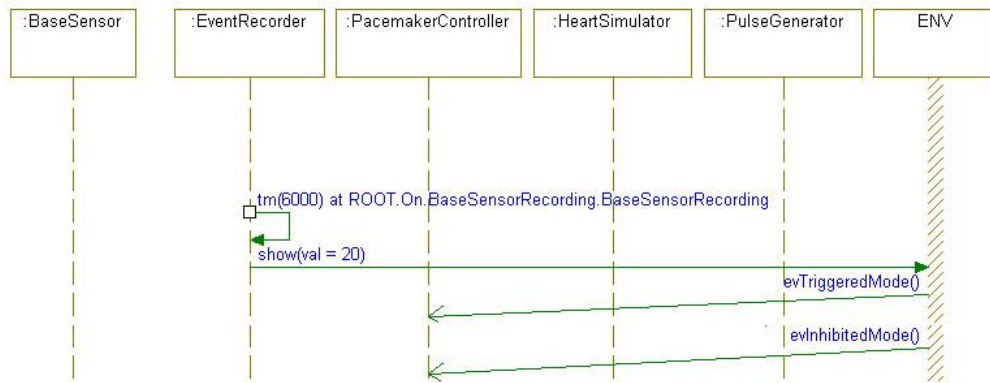 :BaseSensor
:EventRecorder
:PacemakerController
:HeartSimulator
:PulseGenerator
ENV
tm(6000) at ROOT.On.BaseSensorRecording.BaseSensorRecording
show(val = 20)
evTriggeredMode()
evInhibitedMode()